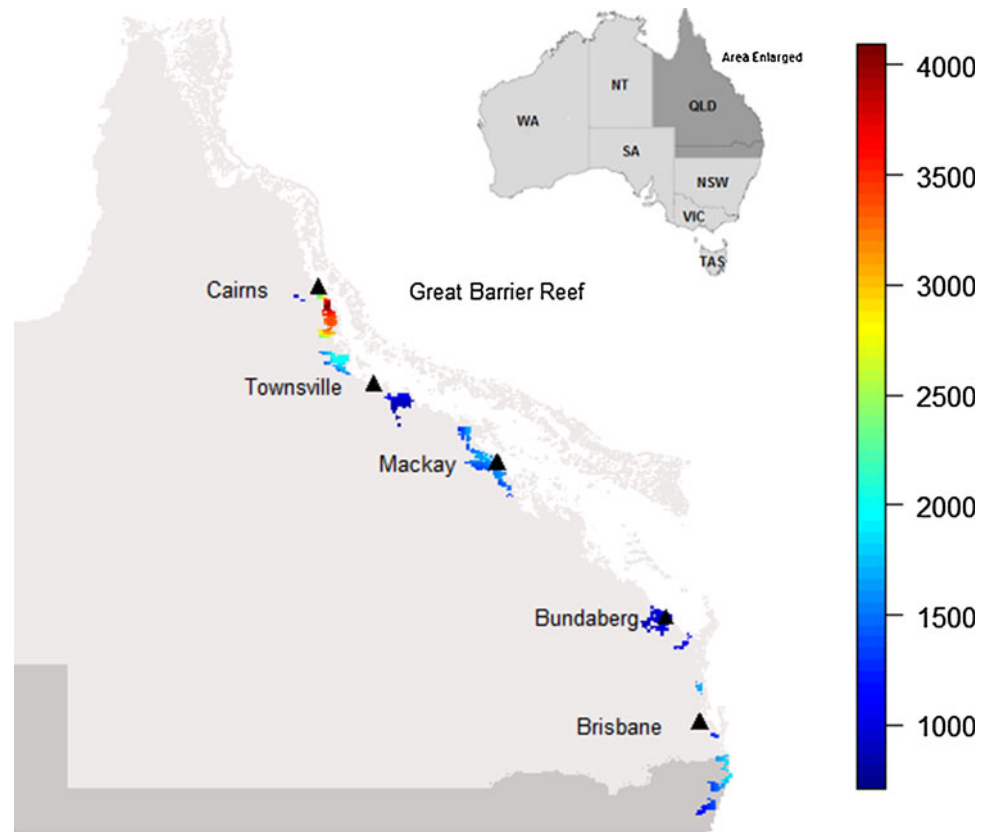 Area Enlarged
NT
QLD
WA
SA
NSW
VIC
TAS
Cairns
Great Barrier Reef
Townsville
Mackay
Bundaberg
Brisbane
4000
3500
3000
2500
2000
1500
1000